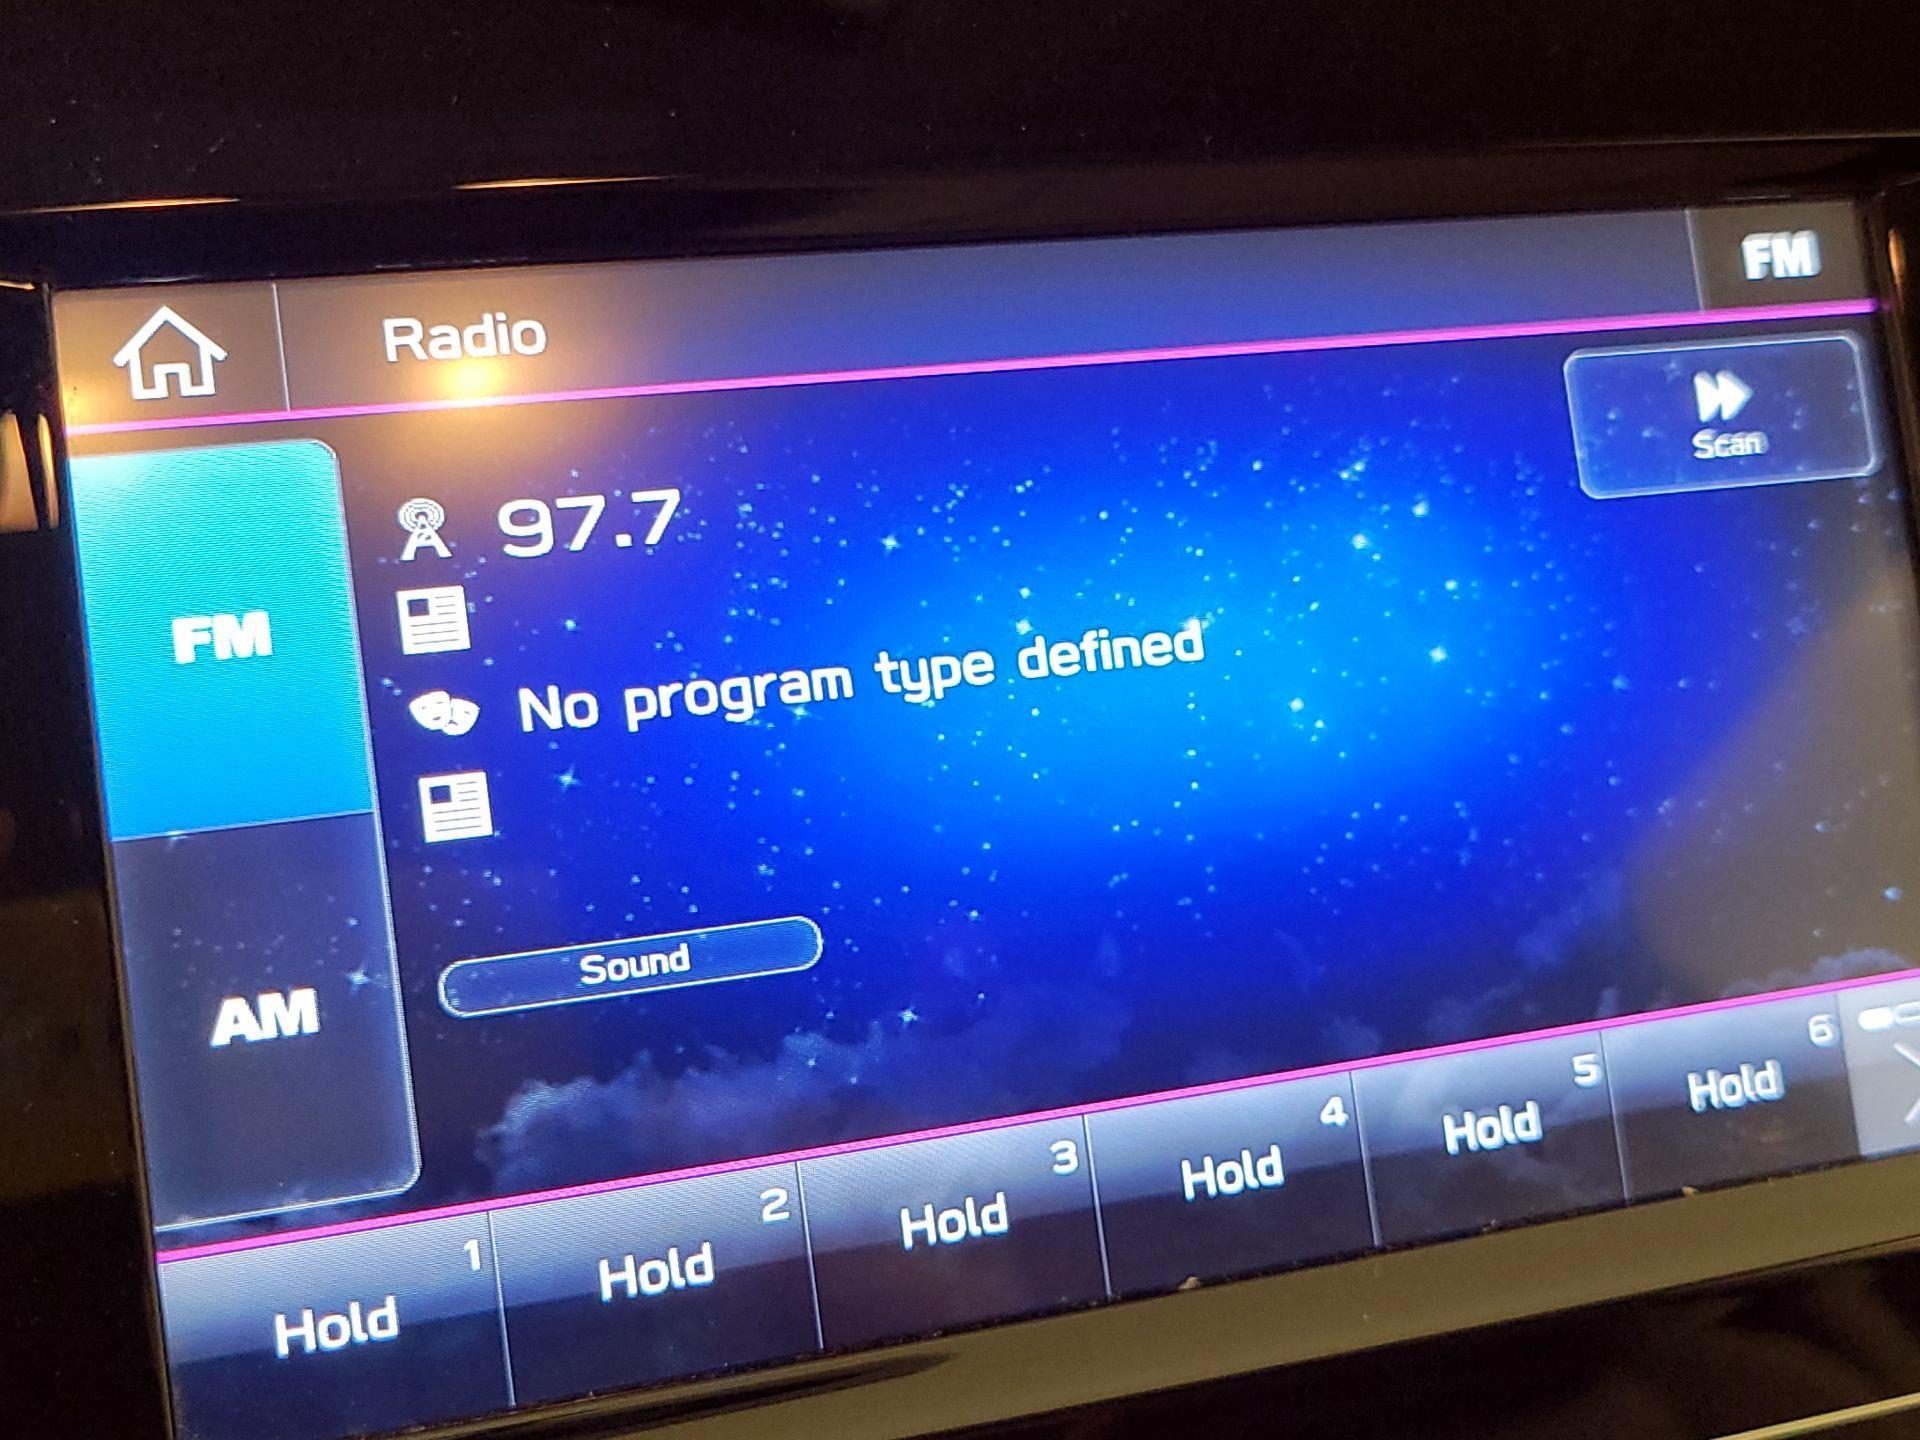 Radio
FM
Scan
97.7
FM
No program type defined
Sound
AM
1
Hold
2
Hold
3
Hold
4
Hold
5
Hold
6
Hold